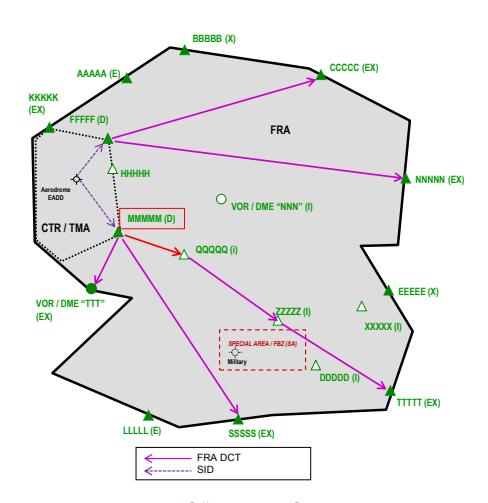 BBBBB (X)
CCCCC (EX)
AAAAA (E)
KKKKK
(EX)
FFFFF (D)
FRA
HHHHH
NNNNN (EX)
Aerodrome
EADD
VOR / DME “NNN” (I)
MMMMM (D)
CTR / TMA
QQQQQ (i)
EEEEE (X)
VOR / DME “TTT”
(EX)
ZZZZZ (I)
XXXXX (I)
SPECIAL AREA / FBZ (SA)
Military
DDDDD (I)
TTTTT (EX)
LLLLL (E)
SSSSS (EX)
FRA DCT
SID